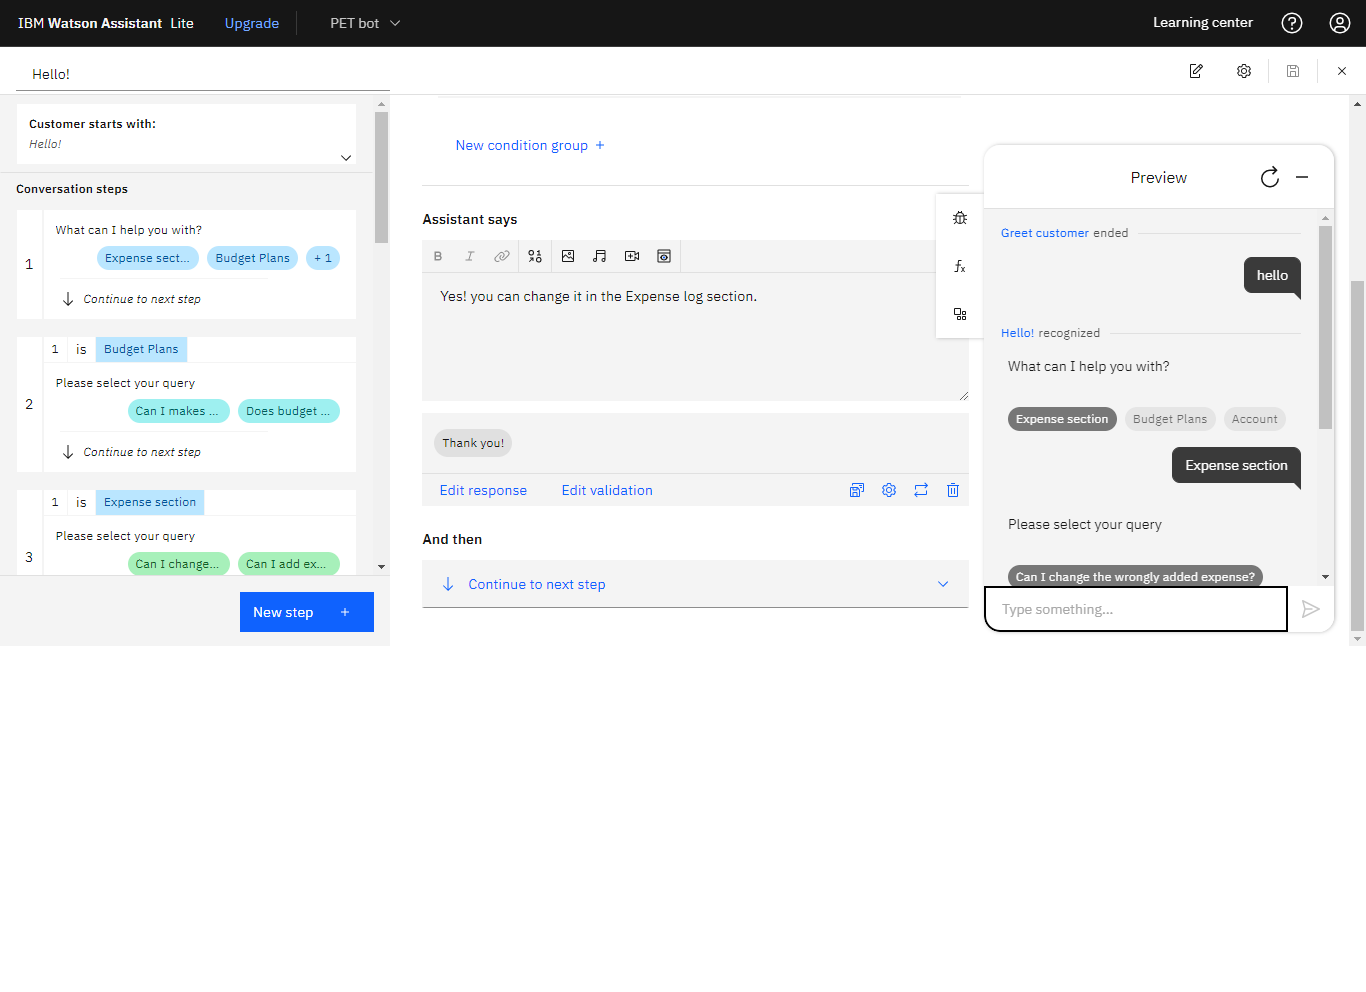 IBM Watson Assistant Lite
Upgrade
PET bot
Learning center
Hello!
Customer starts with:
Hello!
Conversation steps
1
What can I help you with?
Expense sect... Budget Plans + 1
Continue to next step
2
1 is Budget Plans
Please select your query
Can I makes ... Does budget ...
Continue to next step
3
1 is Expense section
Please select your query
Can I change... Can I add ex...
New step +
New condition group +
Assistant says
B I
Yes! you can change it in the Expense log section.
Thank you!
Edit response Edit validation
And then
Continue to next step
fx
Preview
Greet customer ended
hello
Hello! recognized
What can I help you with?
Expense section Budget Plans Account
Expense section
Please select your query
Can I change the wrongly added expense?
Type something...